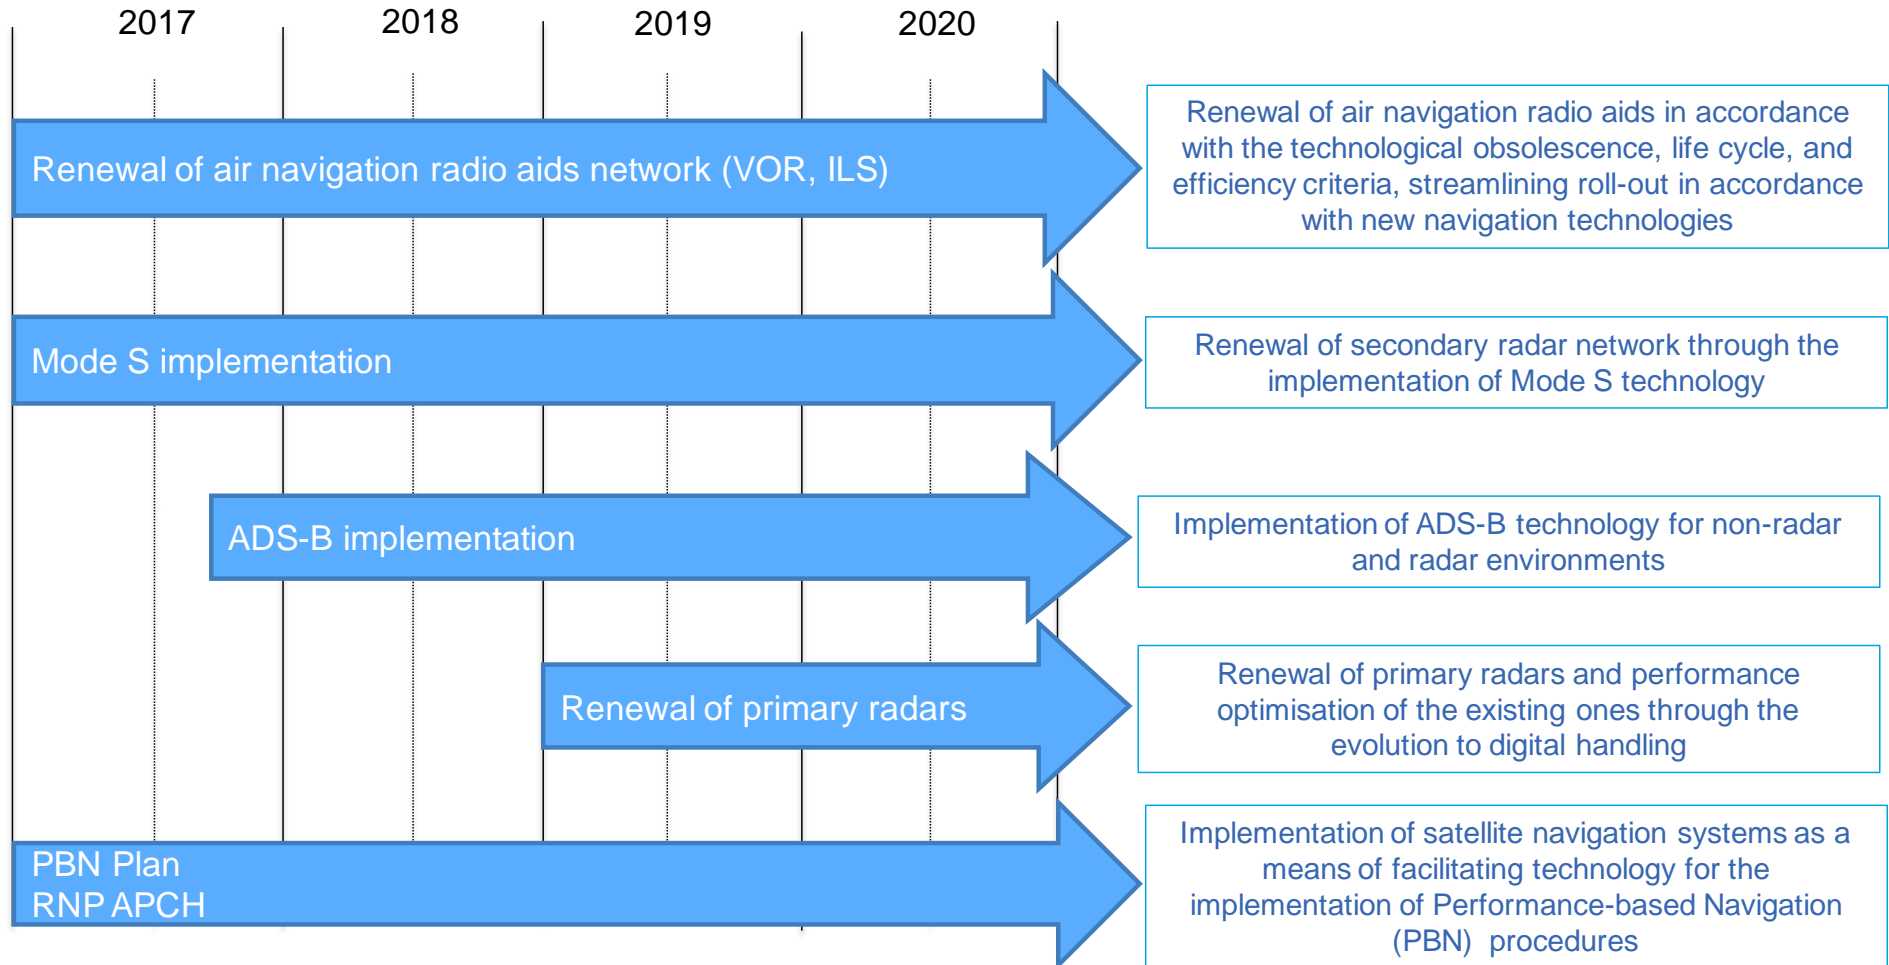 2017
2018
2019
2020
Renewal of air navigation radio aids network (VOR, ILS)
Renewal of air navigation radio aids in accordance
with the technological obsolescence, life cycle, and
efficiency criteria, streamlining roll-out in accordance
with new navigation technologies
Mode S implementation
Renewal of secondary radar network through the
implementation of Mode S technology
ADS-B implementation
Implementation of ADS-B technology for non-radar
and radar environments
Renewal of primary radars
Renewal of primary radars and performance
optimisation of the existing ones through the
evolution to digital handling
PBN Plan
RNP APCH
Implementation of satellite navigation systems as a
means of facilitating technology for the
implementation of Performance-based Navigation
(PBN) procedures